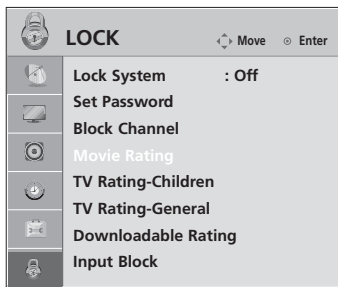 LOCK Move Enter
Lock System : Off
Set Password
Block Channel
Movie Rating
TV Rating-Children
TV Rating-General
Downloadable Rating
Input Block